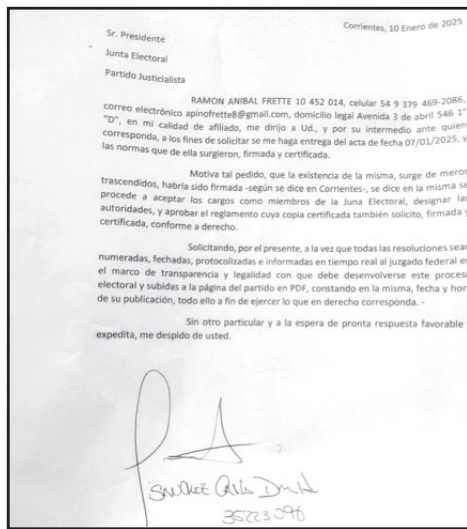 Corrientes, 10 Enero de 2025
Sr. Presidente
Junta Electoral
Partido Justicialista
RAMON ANIBAL FRETTE 10 452 014, celular 54 9 379 469-2086,
correo electrónico apinofrette8@gmail.com, domicilio legal Avenida 3 de abril 546 1°
"D", en mi calidad de afiliado, me dirijo a Ud., y por su intermedio ante quien
corresponda, a los fines de solicitar se me haga entrega del acta de fecha 07/01/2025, y
las normas que de ella surgieron, firmada y certificada.
Motiva tal pedido, que la existencia de la misma, surge de meros
trascendidos, habría sido firmada -según se dice en Corrientes-, se dice en la misma se
procede a aceptar los cargos como miembros de la Juna Electoral, designar las
autoridades, y aprobar el reglamento cuya copia certificada también solicito, firmada y
certificada, conforme a derecho.
Solicitando, por el presente, a la vez que todas las resoluciones sean
numeradas, fechadas, protocolizadas e informadas en tiempo real al juzgado federal en
el marco de transparencia y legalidad con que debe desenvolverse este proceso
electoral y subidas a la página del partido en PDF, constando en la misma, fecha y hora
de su publicación, todo ello a fin de ejercer lo que en derecho corresponda. -
Sin otro particular y a la espera de pronta respuesta favorable
expedita, me despido de usted.
35223096